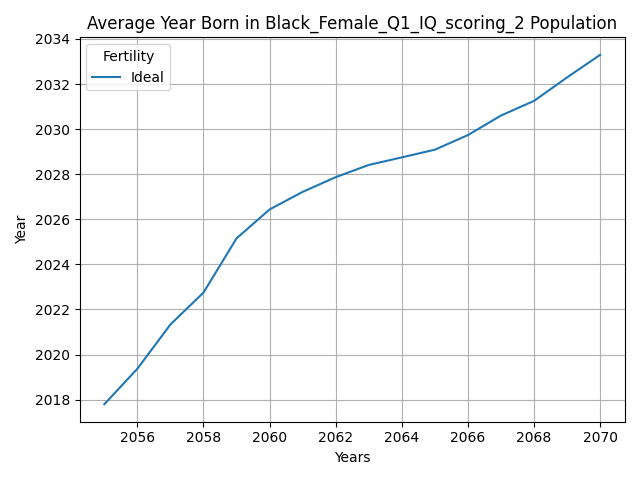 Average Year Born in Black_Female_Q1_IQ_scoring_2 Population
Fertility
Ideal
2034
2032
2030
2028
2026
2024
2022
2020
2018
Year
2056 2058 2060 2062 2064 2066 2068 2070
Years